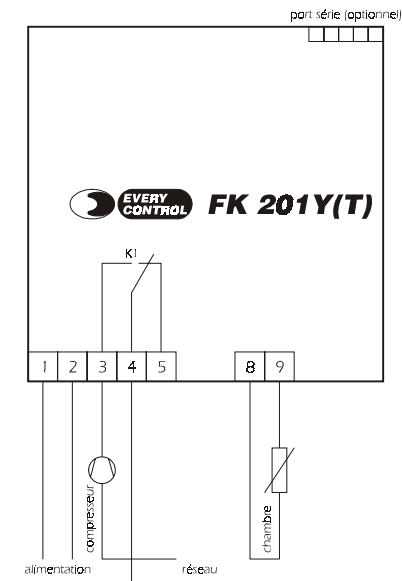 port série (optionnel)
EVERY
CONTROL
FK 201Y(T)
K1
1 2 3 4 5 8 9
compresseur
chambre
alimentation
réseau